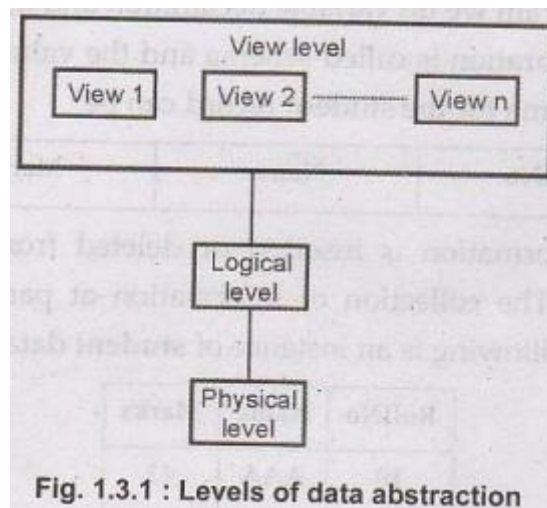 View level
View 1 View 2 View n
Logical
level
Physical
level
Fig. 1.3.1 : Levels of data abstraction